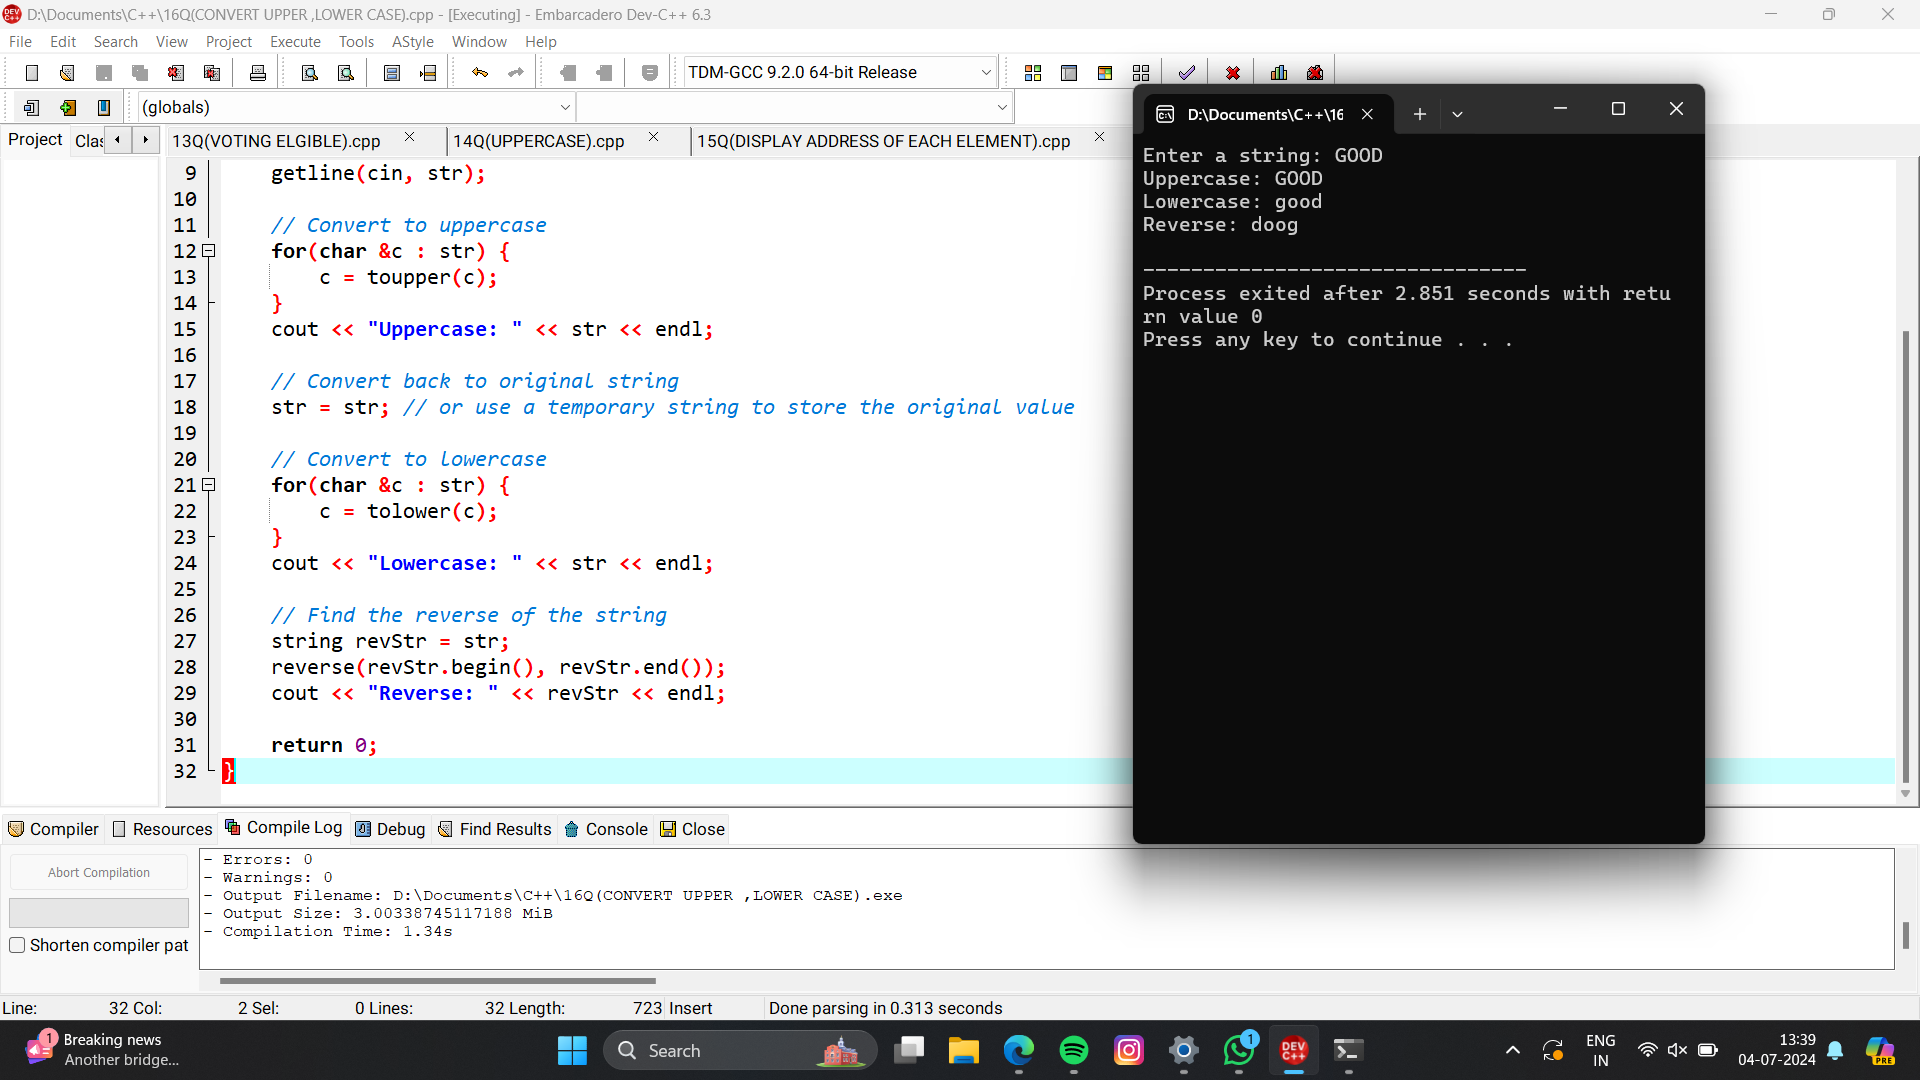 D:\Documents\C++\16Q(CONVERT UPPER ,LOWER CASE).cpp - [Executing] - Embarcadero Dev-C++ 6.3
File Edit Search View Project Execute Tools AStyle Window Help
TDM-GCC 9.2.0 64-bit Release
(globals)
Project Clas 13Q(VOTING ELGIBLE).cpp 14Q(UPPERCASE).cpp 15Q(DISPLAY ADDRESS OF EACH ELEMENT).cpp
9 getline(cin, str);
10
11 // Convert to uppercase
12 for(char &c : str) {
13 c = toupper(c);
14 }
15 cout << "Uppercase: " << str << endl;
16
17 // Convert back to original string
18 str = str; // or use a temporary string to store the original value
19
20 // Convert to lowercase
21 for(char &c : str) {
22 c = tolower(c);
23 }
24 cout << "Lowercase: " << str << endl;
25
26 // Find the reverse of the string
27 string revStr = str;
28 reverse(revStr.begin(), revStr.end());
29 cout << "Reverse: " << revStr << endl;
30
31 return 0;
32 }
D:\Documents\C++\16
Enter a string: GOOD
Uppercase: GOOD
Lowercase: good
Reverse: doog
--------------------------------
Process exited after 2.851 seconds with retu
rn value 0
Press any key to continue . . .
Compiler Resources Compile Log Debug Find Results Console Close
Abort Compilation
Shorten compiler pat
- Errors: 0
- Warnings: 0
- Output Filename: D:\Documents\C++\16Q(CONVERT UPPER ,LOWER CASE).exe
- Output Size: 3.00338745117188 MiB
- Compilation Time: 1.34s
Line: 32 Col: 2 Sel: 0 Lines: 32 Length: 723 Insert Done parsing in 0.313 seconds
1
Breaking news
Another bridge...
Search
1
DEV
C++
ENG
IN
13:39
04-07-2024
PRE